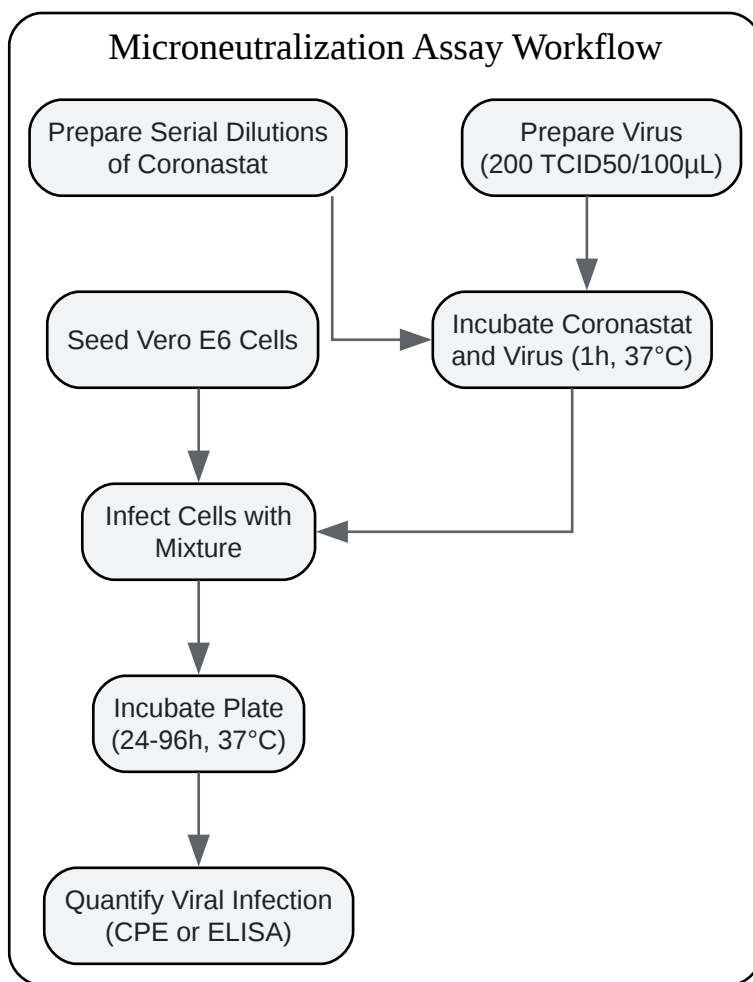 Microneutralization Assay Workflow
Prepare Serial Dilutions
of Coronastat
Prepare Virus
(200 TCID50/100µL)
Seed Vero E6 Cells
Incubate Coronastat
and Virus (1h, 37°C)
Infect Cells with
Mixture
Incubate Plate
(24-96h, 37°C)
Quantify Viral Infection
(CPE or ELISA)